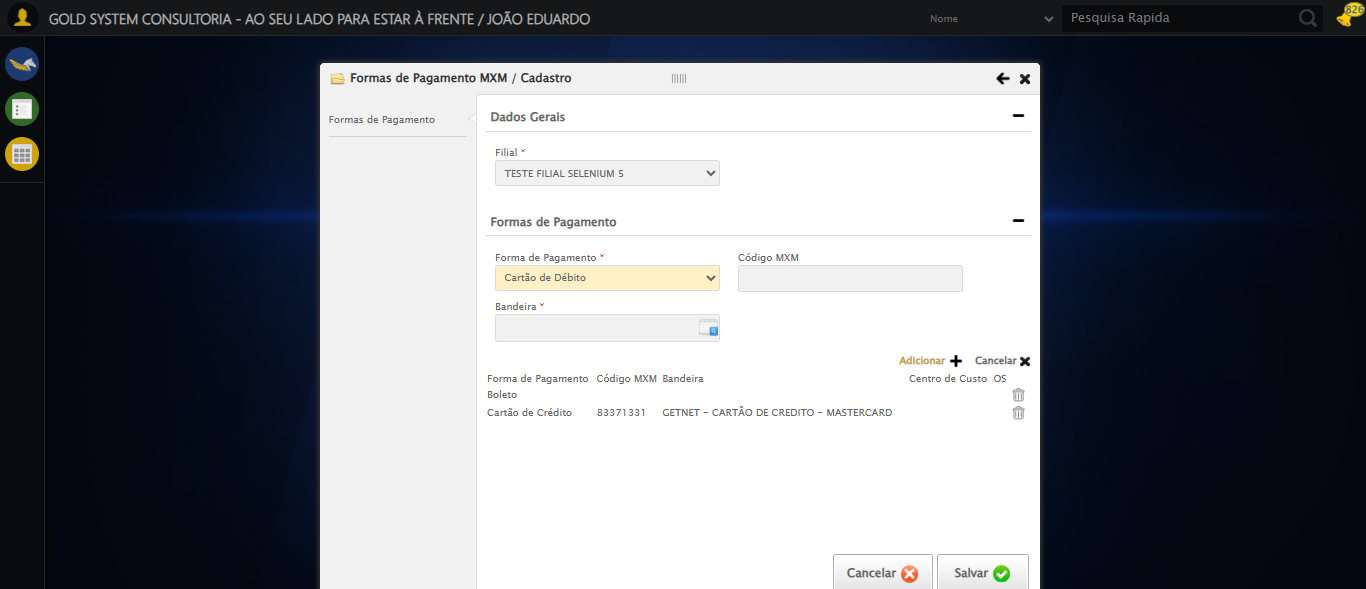 GOLD SYSTEM CONSULTORIA - AO SEU LADO PARA ESTAR À FRENTE / JOÃO EDUARDO
Nome
Pesquisa Rapida
826
Formas de Pagamento MXM / Cadastro
Formas de Pagamento
Dados Gerais
Filial *
TESTE FILIAL SELENIUM 5
Formas de Pagamento
Forma de Pagamento * Código MXM
Cartão de Débito
Bandeira *
Adicionar Cancelar
Forma de Pagamento Código MXM Bandeira Centro de Custo OS
Boleto
Cartão de Crédito 83371331 GETNET - CARTÃO DE CREDITO - MASTERCARD
Cancelar Salvar